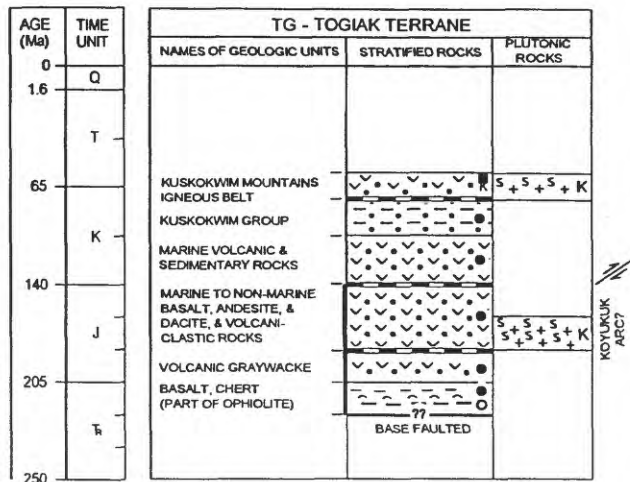 AGE
(Ma)
TIME
UNIT
TG - TOGIAK TERRANE
NAMES OF GEOLOGIC UNITS
STRATIFIED ROCKS
PLUTONIC
ROCKS
0
Q
1.6
T
KUSKOKWIM MOUNTAINS
IGNEOUS BELT
K
S + S + S + K
65
KUSKOKWIM GROUP
K
MARINE VOLCANIC &
SEDIMENTARY ROCKS
140
MARINE TO NON-MARINE
BASALT, ANDESITE, &
DACITE, & VOLCANI-
CLASTIC ROCKS
J
S + S + S +
S + S + S + K
KOYUKUK
ARC?
VOLCANIC GRAYWACKE
205
BASALT, CHERT
(PART OF OPHIOLITE)
??
BASE FAULTED
TR
250